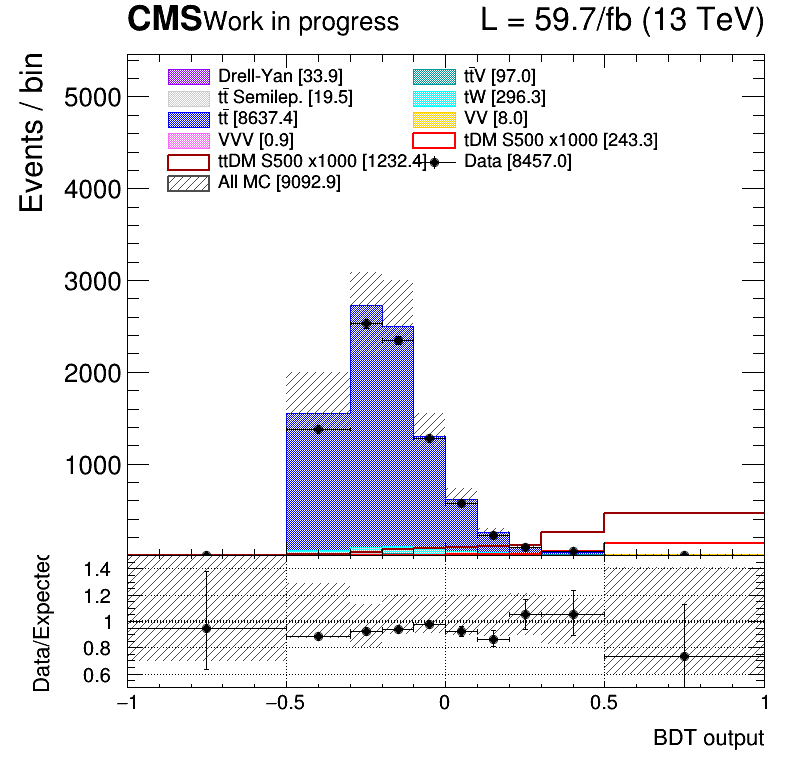 CMS Work in progress L = 59.7/fb (13 TeV)
Events / bin
Drell-Yan [33.9] tt̄V [97.0]
tt̄ Semilep. [19.5] tW [296.3]
tt̄ [8637.4] VV [8.0]
VVV [0.9] tDM S500 x1000 [243.3]
ttDM S500 x1000 [1232.4] Data [8457.0]
All MC [9092.9]
5000
4000
3000
2000
1000
Data/Expected
1.4
1.2
1
0.8
0.6
−1 −0.5 0 0.5 1
BDT output